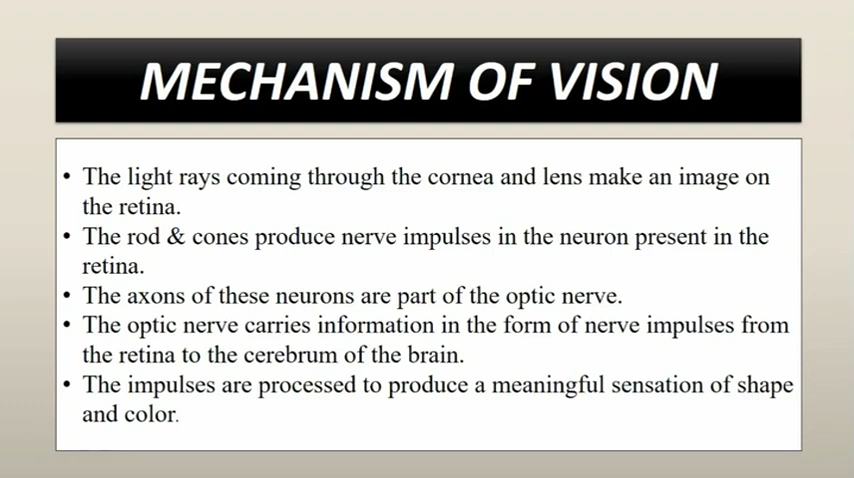 MECHANISM OF VISION
• The light rays coming through the cornea and lens make an image on
the retina.
• The rod & cones produce nerve impulses in the neuron present in the
retina.
• The axons of these neurons are part of the optic nerve.
• The optic nerve carries information in the form of nerve impulses from
the retina to the cerebrum of the brain.
• The impulses are processed to produce a meaningful sensation of shape
and color.